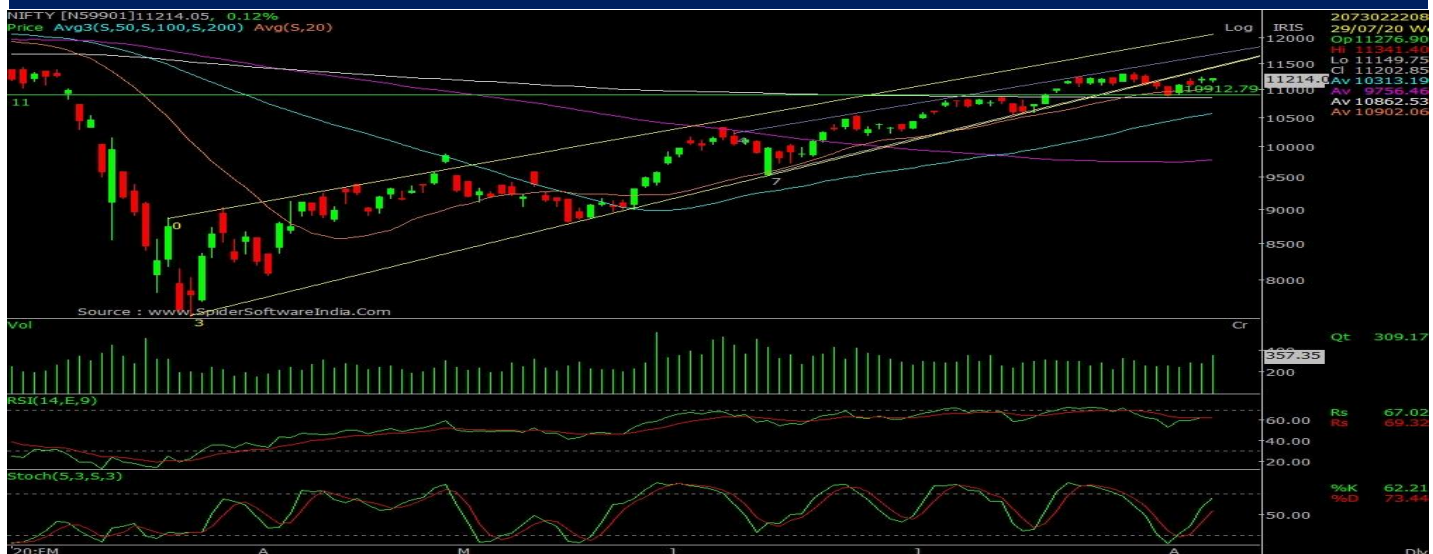 NIFTY [N59901]11214.05, 0.12%
Price Avg3(S,50,S,100,S,200) Avg(S,20)
Log
IRIS
2073022208
29/07/20 We
Op 11276.90
Hi 11341.40
Lo 11149.75
Cl 11202.85
Av 10313.19
Av 9756.46
Av 10862.53
Av 10902.06
12000
11500
11214.0
11000
10500
10000
9500
9000
8500
8000
11
10912.79
0
3
7
Source : www.SpiderSoftwareIndia.Com
Vol
Cr
Qt 309.17
357.35
200
RSI(14,E,9)
60.00
40.00
20.00
Rs 67.02
Rs 69.32
Stoch(5,3,S,3)
50.00
%K 62.21
%D 73.44
'20:FM A M J J A Dly